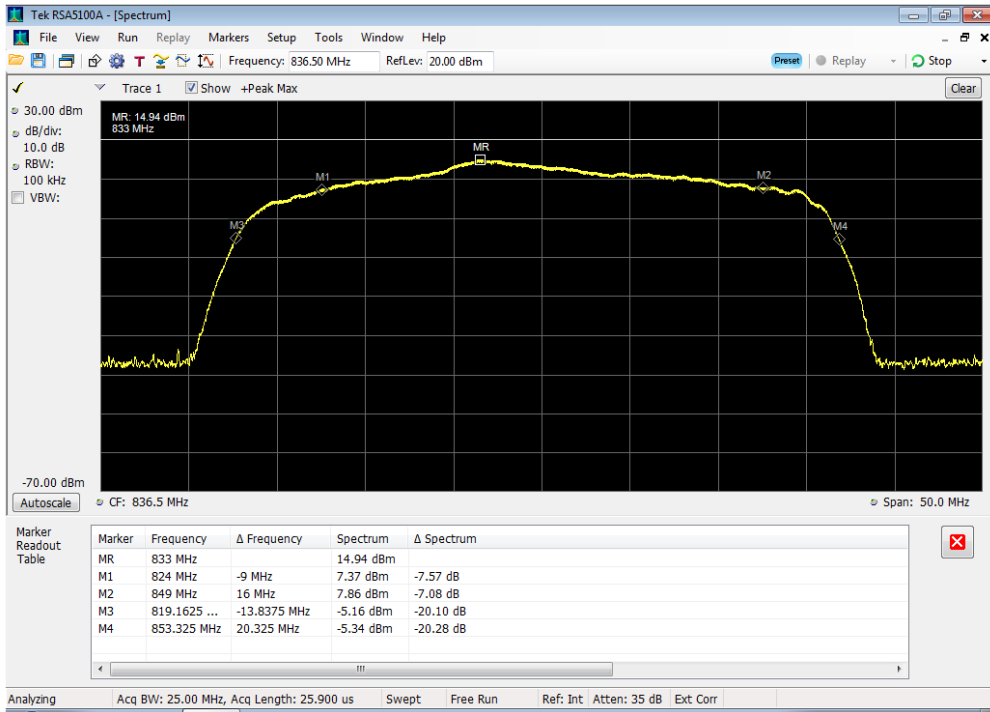 Tek RSA5100A - [Spectrum]
File View Run Replay Markers Setup Tools Window Help
T Frequency: 836.50 MHz RefLev: 20.00 dBm Preset Replay Stop
Trace 1 Show +Peak Max Clear
30.00 dBm
dB/div:
10.0 dB
RBW:
100 kHz
VBW:
MR: 14.94 dBm
833 MHz
MR
M1
M2
M3
M4
-70.00 dBm
Autoscale CF: 836.5 MHz Span: 50.0 MHz
Marker
Readout
Table
Marker Frequency Δ Frequency Spectrum Δ Spectrum
MR 833 MHz 14.94 dBm
M1 824 MHz -9 MHz 7.37 dBm -7.57 dB
M2 849 MHz 16 MHz 7.86 dBm -7.08 dB
M3 819.1625 ... -13.8375 MHz -5.16 dBm -20.10 dB
M4 853.325 MHz 20.325 MHz -5.34 dBm -20.28 dB
Analyzing Acq BW: 25.00 MHz, Acq Length: 25.900 us Swept Free Run Ref: Int Atten: 35 dB Ext Corr